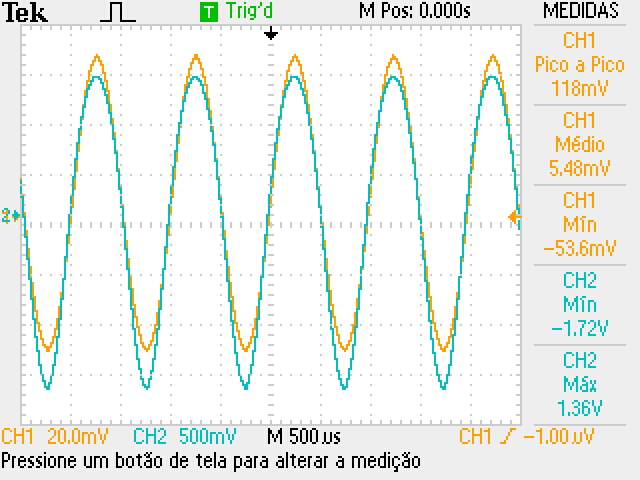 Tek Trig'd M Pos: 0.000s MEDIDAS
CH1
Pico a Pico
118mV
CH1
Médio
5.48mV
CH1
Mín
-53.6mV
CH2
Mín
-1.72V
CH2
Máx
1.36V
2
CH1 20.0mV CH2 500mV M 500µs CH1 -1.00µV
Pressione um botão de tela para alterar a medição